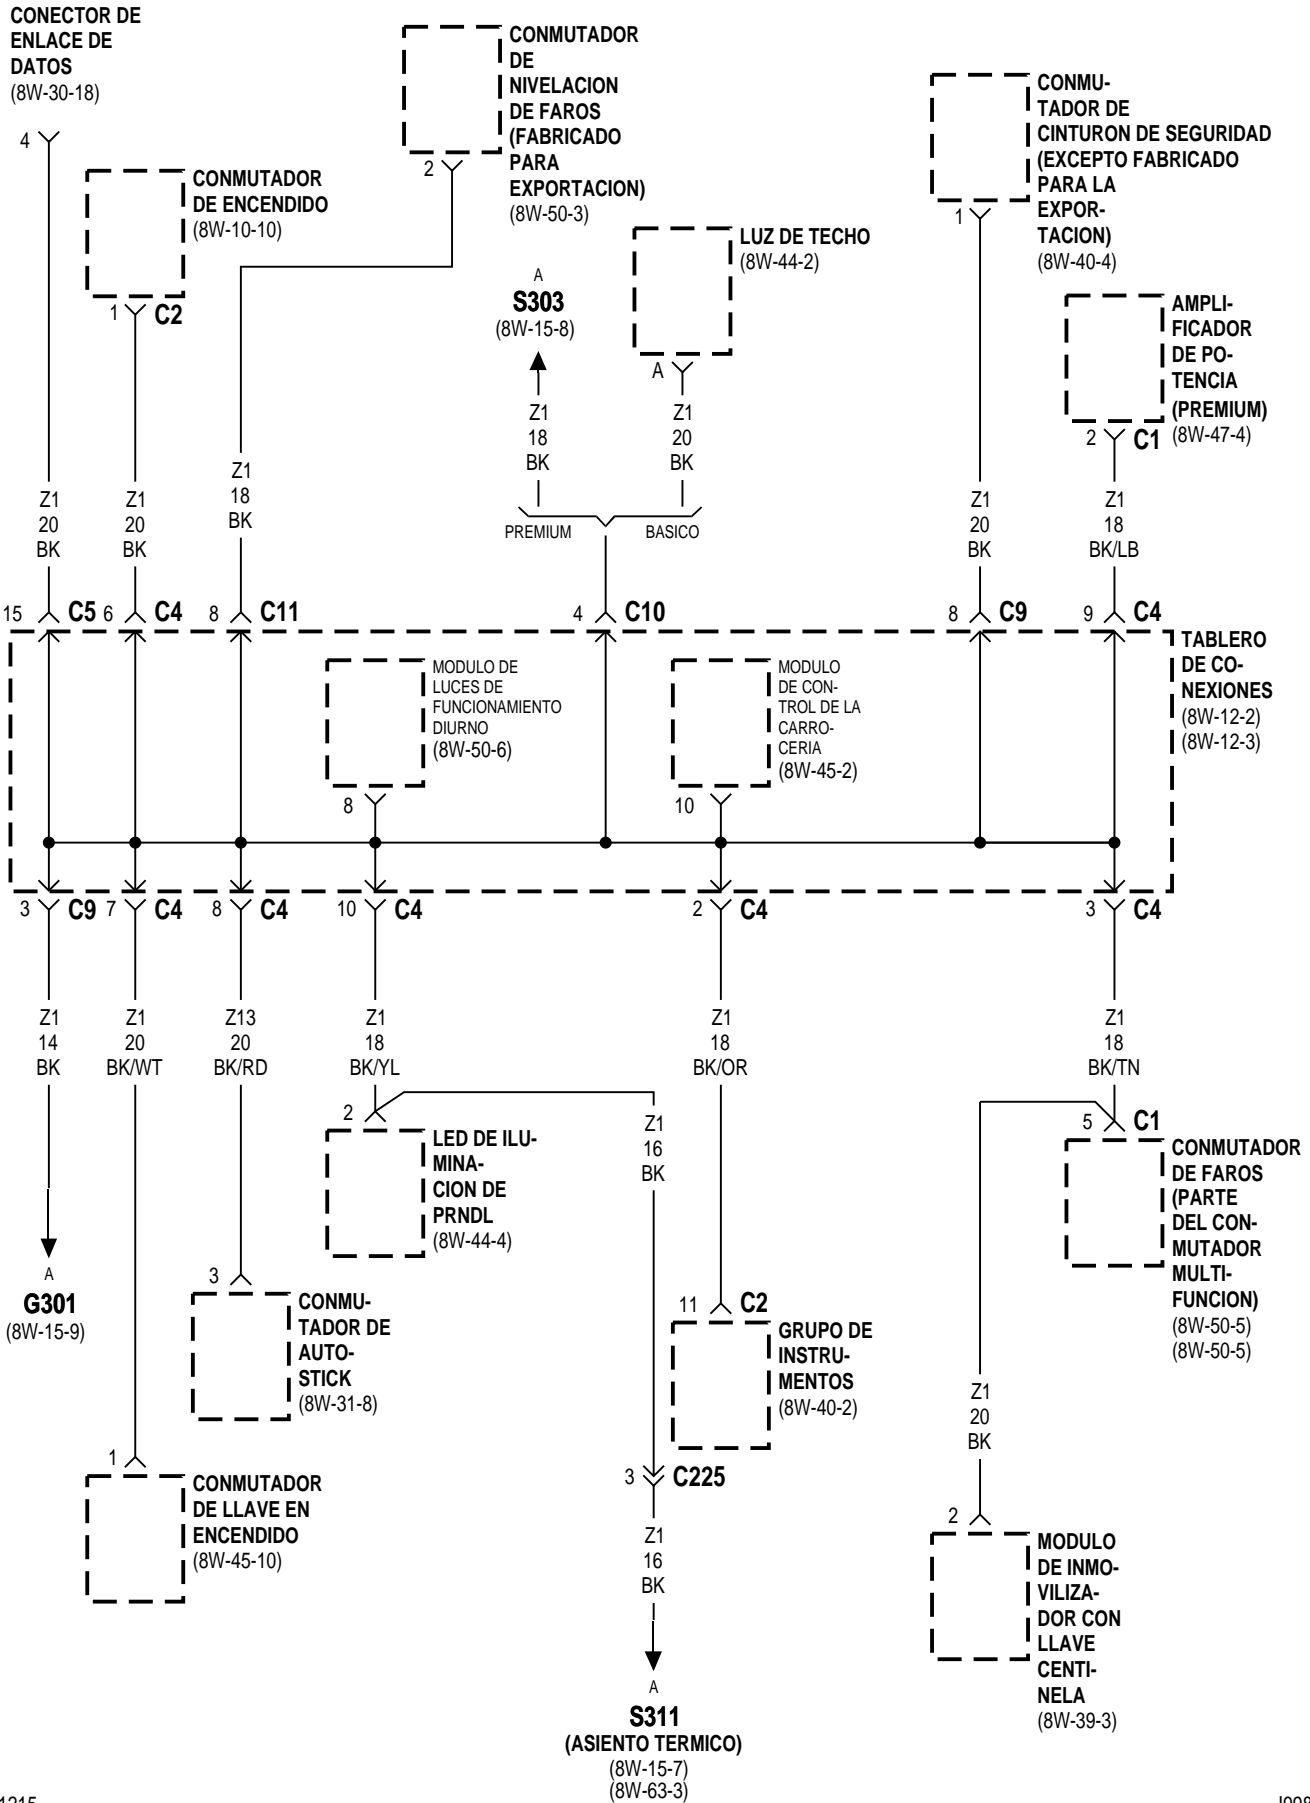 CONECTOR DE
ENLACE DE
DATOS
(8W-30-18)
4
CONMUTADOR
DE ENCENDIDO
(8W-10-10)
1
C2
CONMUTADOR
DE
NIVELACION
DE FAROS
(FABRICADO
PARA
EXPORTACION)
(8W-50-3)
2
A
S303
(8W-15-8)
LUZ DE TECHO
(8W-44-2)
A
CONMU-
TADOR DE
CINTURON DE SEGURIDAD
(EXCEPTO FABRICADO
PARA LA
EXPOR-
TACION)
(8W-40-4)
1
AMPLI-
FICADOR
DE PO-
TENCIA
(PREMIUM)
(8W-47-4)
2
C1
Z1
20
BK
Z1
20
BK
Z1
18
BK
Z1
18
BK
Z1
20
BK
PREMIUM
BASICO
Z1
20
BK
Z1
18
BK/LB
15 C5
6 C4
8 C11
4 C10
8 C9
9 C4
TABLERO
DE CO-
NEXIONES
(8W-12-2)
(8W-12-3)
MODULO DE
LUCES DE
FUNCIONAMIENTO
DIURNO
(8W-50-6)
8
MODULO
DE CON-
TROL DE LA
CARRO-
CERIA
(8W-45-2)
10
3 C9
7 C4
8 C4
10 C4
2 C4
3 C4
Z1
14
BK
Z1
20
BK/WT
Z13
20
BK/RD
Z1
18
BK/YL
Z1
18
BK/OR
Z1
18
BK/TN
2
LED DE ILU-
MINA-
CION DE
PRNDL
(8W-44-4)
Z1
16
BK
5
C1
CONMUTADOR
DE FAROS
(PARTE
DEL CON-
MUTADOR
MULTI-
FUNCION)
(8W-50-5)
(8W-50-5)
A
G301
(8W-15-9)
3
CONMU-
TADOR DE
AUTO-
STICK
(8W-31-8)
11
C2
GRUPO DE
INSTRU-
MENTOS
(8W-40-2)
Z1
20
BK
1
CONMUTADOR
DE LLAVE EN
ENCENDIDO
(8W-45-10)
3
C225
Z1
16
BK
2
MODULO
DE INMO-
VILIZA-
DOR CON
LLAVE
CENTI-
NELA
(8W-39-3)
A
S311
(ASIENTO TERMICO)
(8W-15-7)
(8W-63-3)